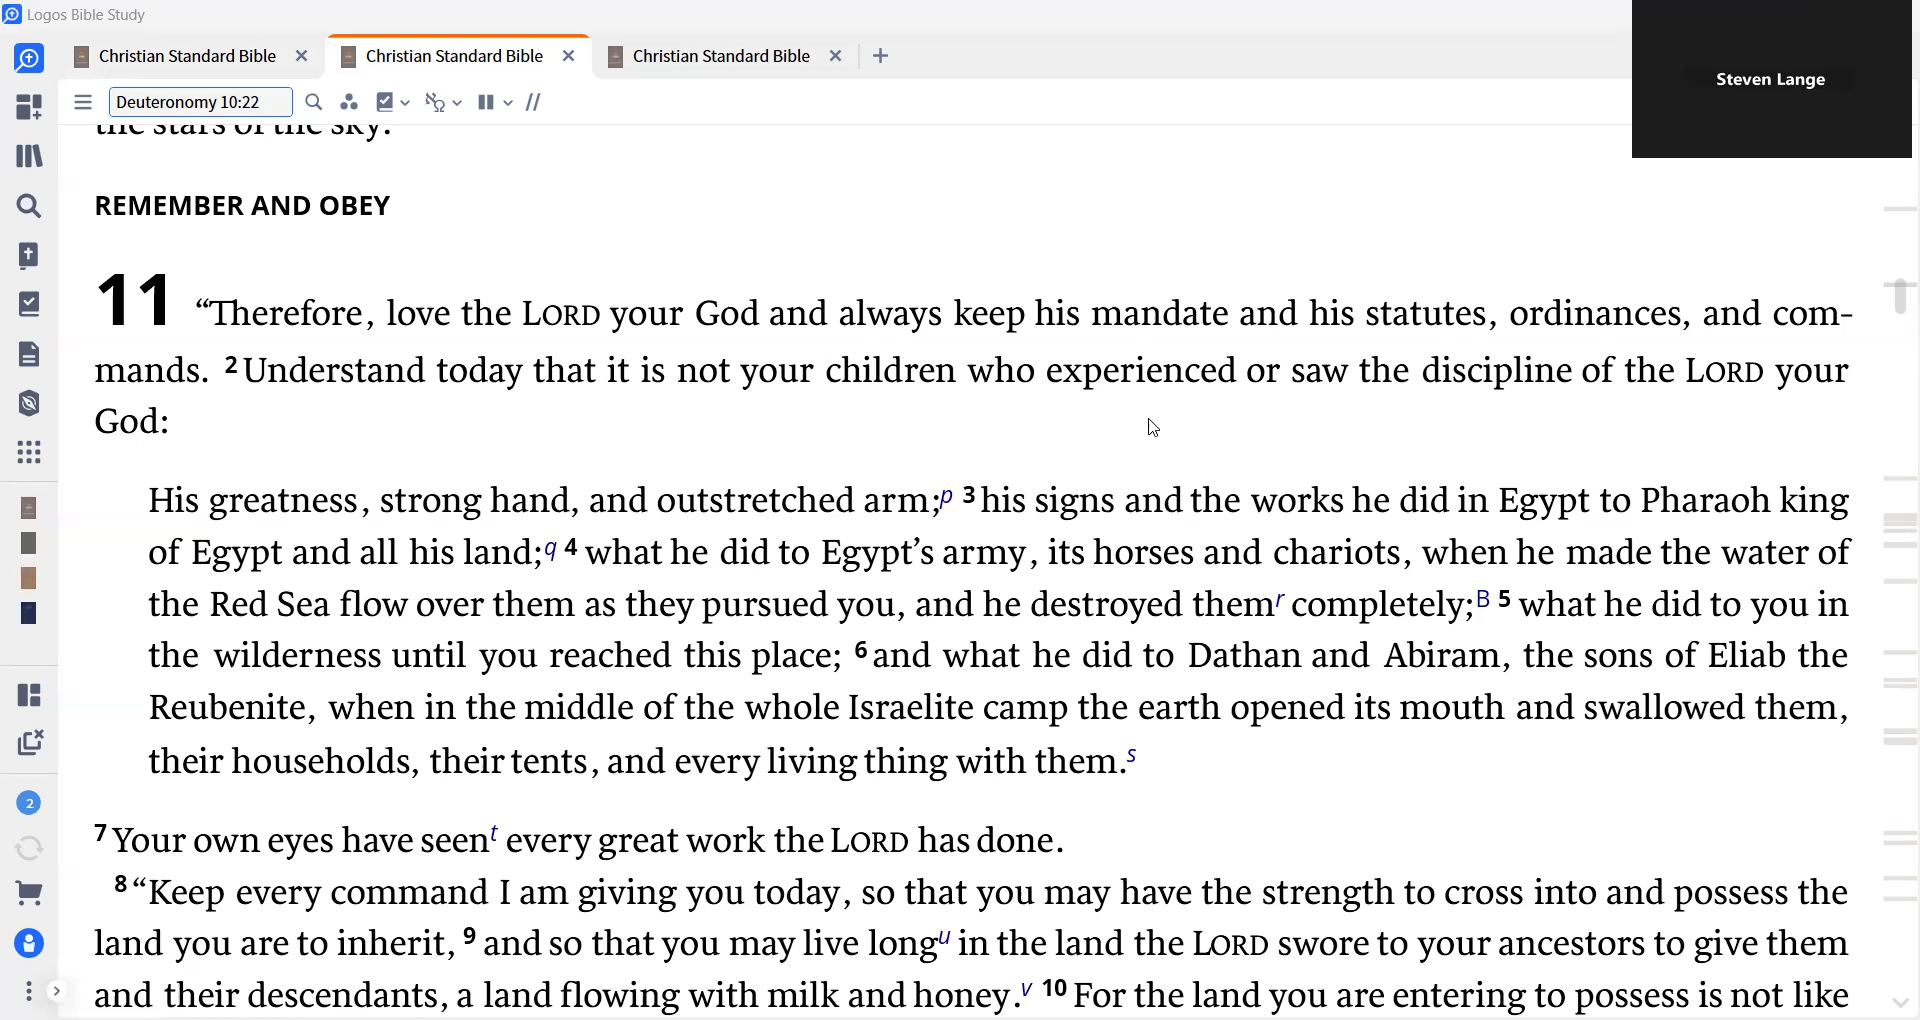 Logos Bible Study
Christian Standard Bible
Christian Standard Bible
Christian Standard Bible
Steven Lange
Deuteronomy 10:22
the stars of the sky.
REMEMBER AND OBEY
11 “Therefore, love the LORD your God and always keep his mandate and his statutes, ordinances, and com-
mands. 2 Understand today that it is not your children who experienced or saw the discipline of the LORD your
God:
His greatness, strong hand, and outstretched arm;p 3 his signs and the works he did in Egypt to Pharaoh king
of Egypt and all his land;q 4 what he did to Egypt’s army, its horses and chariots, when he made the water of
the Red Sea flow over them as they pursued you, and he destroyed themr completely;B 5 what he did to you in
the wilderness until you reached this place; 6 and what he did to Dathan and Abiram, the sons of Eliab the
Reubenite, when in the middle of the whole Israelite camp the earth opened its mouth and swallowed them,
their households, their tents, and every living thing with them.s
7 Your own eyes have seent every great work the LORD has done.
8 “Keep every command I am giving you today, so that you may have the strength to cross into and possess the
land you are to inherit, 9 and so that you may live longu in the land the LORD swore to your ancestors to give them
and their descendants, a land flowing with milk and honey.v 10 For the land you are entering to possess is not like
2